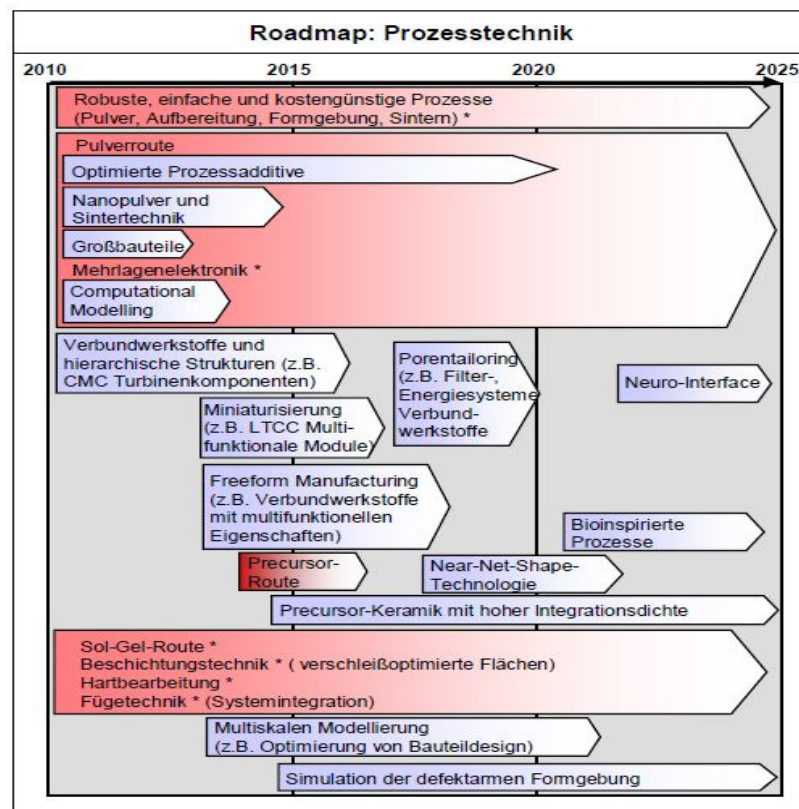 Roadmap: Prozesstechnik
2010 2015 2020 2025
Robuste, einfache und kostengünstige Prozesse
(Pulver, Aufbereitung, Formgebung, Sintern) *
Pulverroute
Optimierte Prozessadditive
Nanopulver und
Sintertechnik
Großbauteile
Mehrlagenelektronik *
Computational
Modelling
Verbundwerkstoffe und
hierarchische Strukturen (z.B.
CMC Turbinenkomponenten)
Porentailoring
(z.B. Filter-,
Energiesysteme
Verbund-
werkstoffe
Neuro-Interface
Miniaturisierung
(z.B. LTCC Multi-
funktionale Module)
Freeform Manufacturing
(z.B. Verbundwerkstoffe
mit multifunktionellen
Eigenschaften)
Bioinspirierte
Prozesse
Precursor-
Route
Near-Net-Shape-
Technologie
Precursor-Keramik mit hoher Integrationsdichte
Sol-Gel-Route *
Beschichtungstechnik * ( verschleißoptimierte Flächen)
Hartbearbeitung *
Fügetechnik * (Systemintegration)
Multiskalen Modellierung
(z.B. Optimierung von Bauteildesign)
Simulation der defektarmen Formgebung